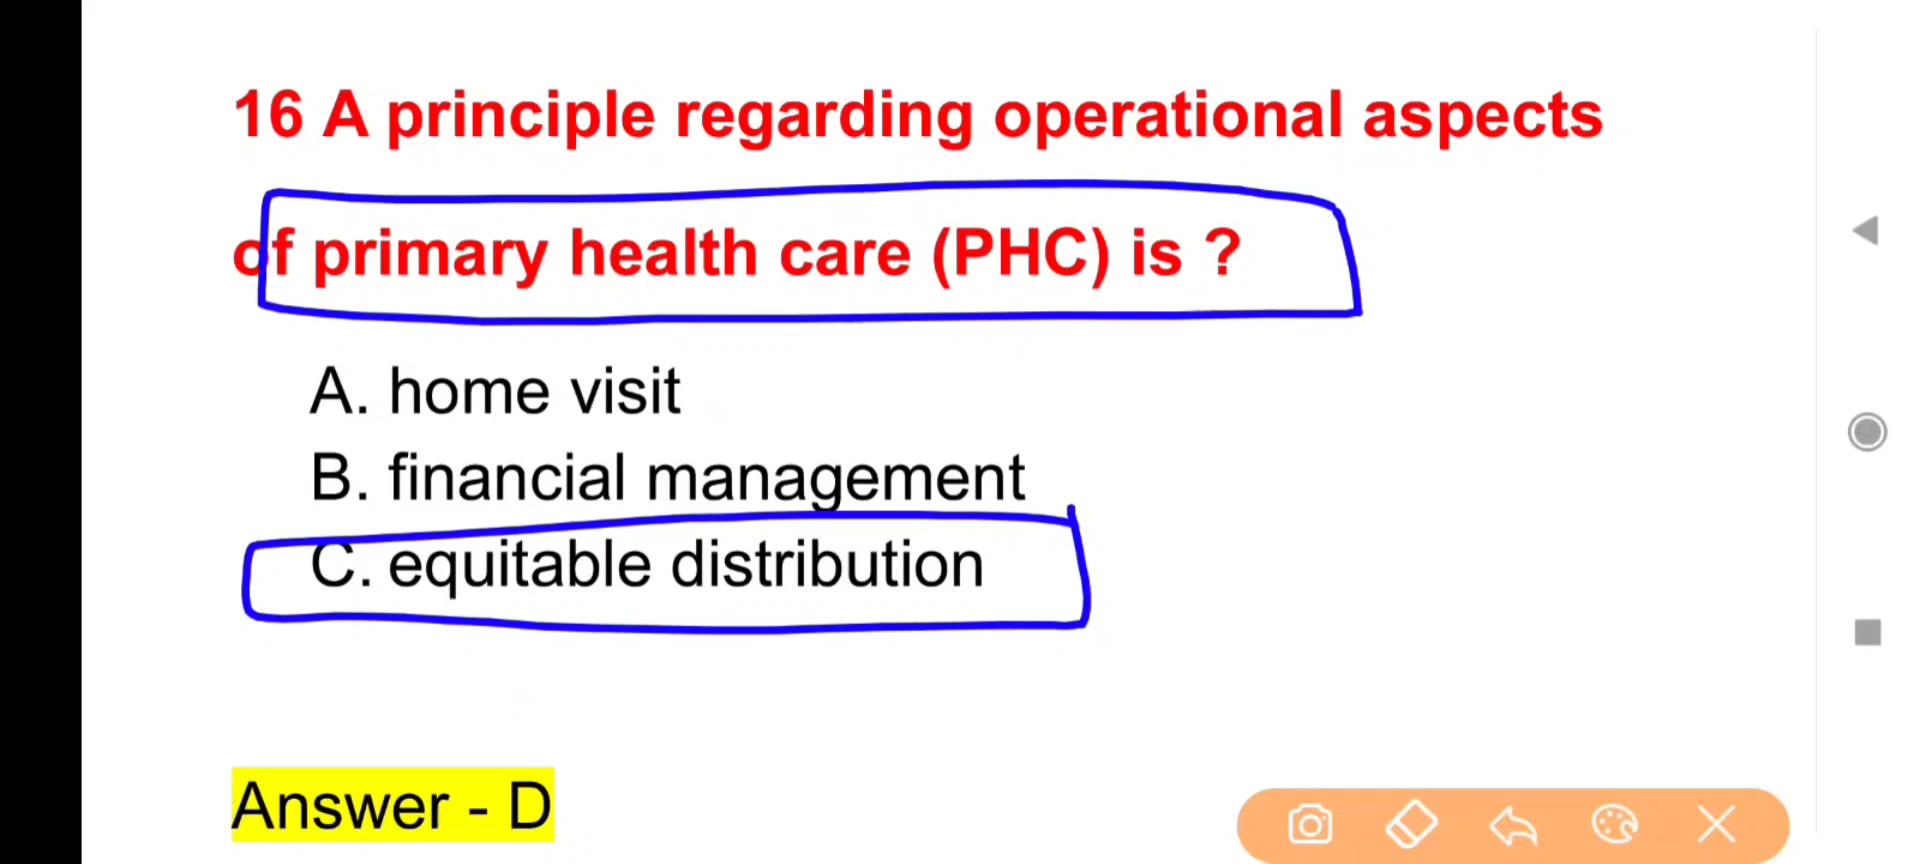 16 A principle regarding operational aspects
of primary health care (PHC) is ?
A. home visit
B. financial management
C. equitable distribution
Answer - D